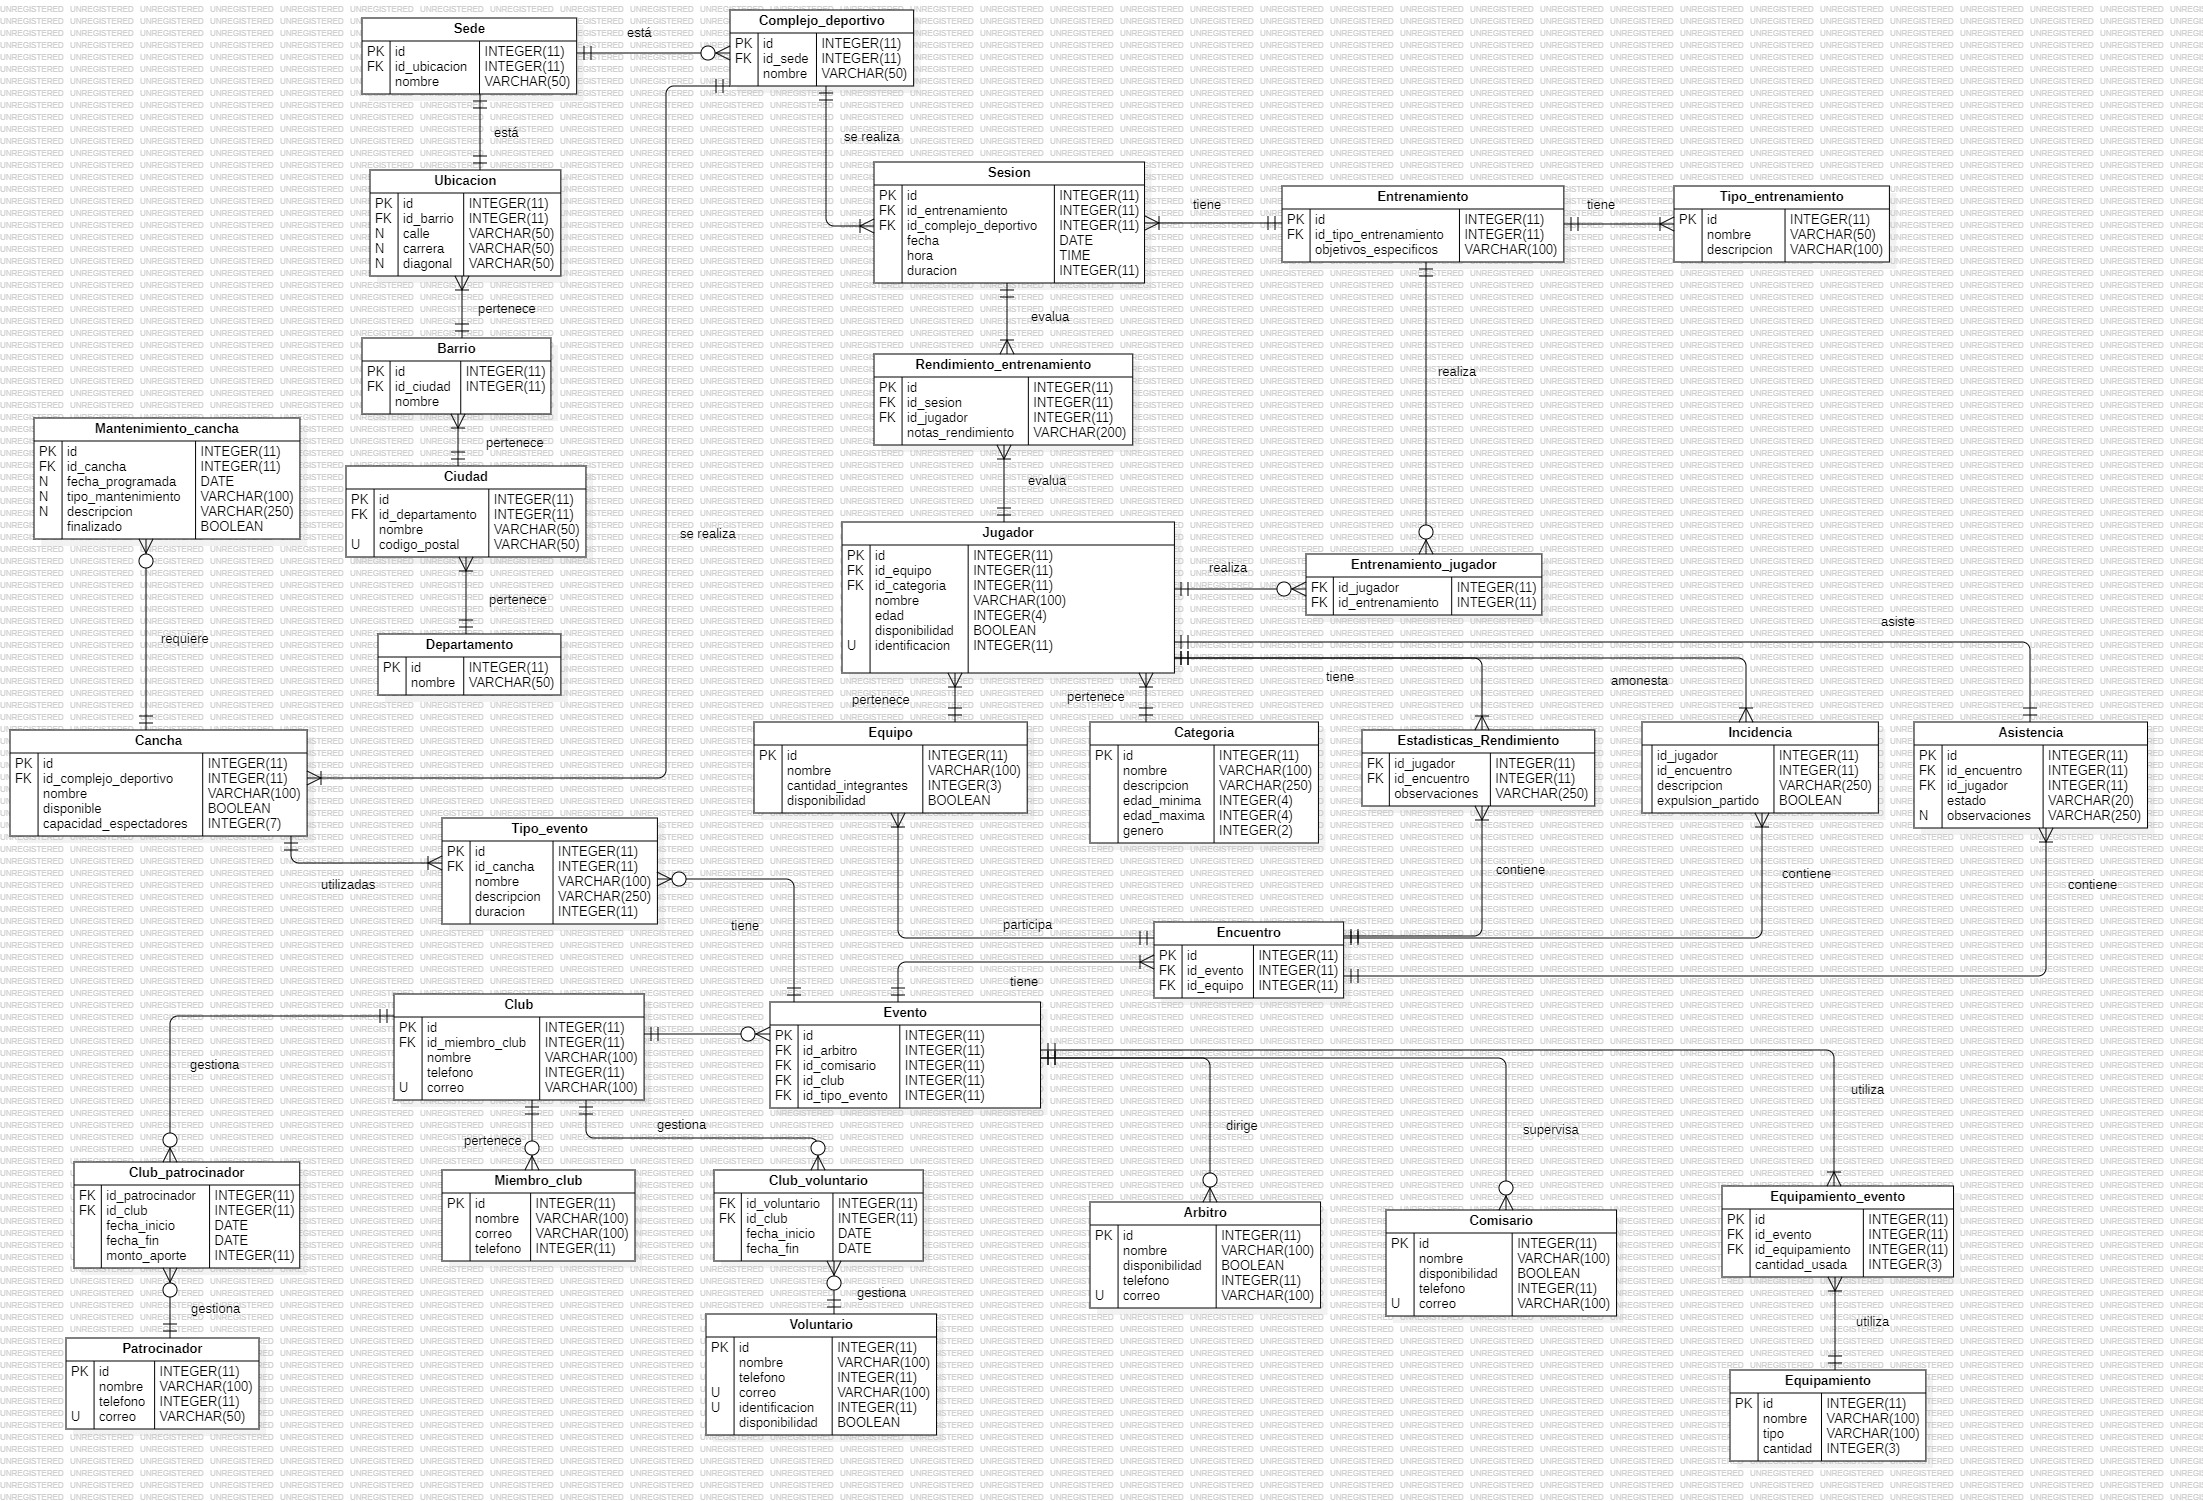 Sede
PK id INTEGER(11)
FK id_ubicacion INTEGER(11)
nombre VARCHAR(50)
está
Complejo_deportivo
PK id INTEGER(11)
FK id_sede INTEGER(11)
nombre VARCHAR(50)
está
se realiza
Ubicacion
PK id INTEGER(11)
FK id_barrio INTEGER(11)
N calle VARCHAR(50)
N carrera VARCHAR(50)
N diagonal VARCHAR(50)
Sesion
PK id INTEGER(11)
FK id_entrenamiento INTEGER(11)
FK id_complejo_deportivo INTEGER(11)
fecha DATE
hora TIME
duracion INTEGER(11)
tiene
Entrenamiento
PK id INTEGER(11)
FK id_tipo_entrenamiento INTEGER(11)
objetivos_especificos VARCHAR(100)
tiene
Tipo_entrenamiento
PK id INTEGER(11)
nombre VARCHAR(50)
descripcion VARCHAR(100)
pertenece
evalua
Barrio
PK id INTEGER(11)
FK id_ciudad INTEGER(11)
nombre
Rendimiento_entrenamiento
PK id INTEGER(11)
FK id_sesion INTEGER(11)
FK id_jugador INTEGER(11)
notas_rendimiento VARCHAR(200)
realiza
Mantenimiento_cancha
PK id INTEGER(11)
FK id_cancha INTEGER(11)
N fecha_programada DATE
N tipo_mantenimiento VARCHAR(100)
N descripcion VARCHAR(250)
finalizado BOOLEAN
pertenece
Ciudad
PK id INTEGER(11)
FK id_departamento INTEGER(11)
nombre VARCHAR(50)
U codigo_postal VARCHAR(50)
evalua
se realiza
Jugador
PK id INTEGER(11)
FK id_equipo INTEGER(11)
FK id_categoria INTEGER(11)
nombre VARCHAR(100)
edad INTEGER(4)
disponibilidad BOOLEAN
U identificacion INTEGER(11)
realiza
Entrenamiento_jugador
FK id_jugador INTEGER(11)
FK id_entrenamiento INTEGER(11)
pertenece
requiere
Departamento
PK id INTEGER(11)
nombre VARCHAR(50)
asiste
tiene
amonesta
pertenece
pertenece
Cancha
PK id INTEGER(11)
FK id_complejo_deportivo INTEGER(11)
nombre VARCHAR(100)
disponible BOOLEAN
capacidad_espectadores INTEGER(7)
Equipo
PK id INTEGER(11)
nombre VARCHAR(100)
cantidad_integrantes INTEGER(3)
disponibilidad BOOLEAN
Categoria
PK id INTEGER(11)
nombre VARCHAR(100)
descripcion VARCHAR(250)
edad_minima INTEGER(4)
edad_maxima INTEGER(4)
genero INTEGER(2)
Estadisticas_Rendimiento
FK id_jugador INTEGER(11)
FK id_encuentro INTEGER(11)
observaciones VARCHAR(250)
Incidencia
id_jugador INTEGER(11)
id_encuentro INTEGER(11)
descripcion VARCHAR(250)
expulsion_partido BOOLEAN
Asistencia
PK id INTEGER(11)
FK id_encuentro INTEGER(11)
FK id_jugador INTEGER(11)
estado VARCHAR(20)
N observaciones VARCHAR(250)
utilizadas
Tipo_evento
PK id INTEGER(11)
FK id_cancha INTEGER(11)
nombre VARCHAR(100)
descripcion VARCHAR(250)
duracion INTEGER(11)
contiene
contiene
contiene
tiene
participa
Encuentro
PK id INTEGER(11)
FK id_evento INTEGER(11)
FK id_equipo INTEGER(11)
tiene
Club
PK id INTEGER(11)
FK id_miembro_club INTEGER(11)
nombre VARCHAR(100)
telefono INTEGER(11)
U correo VARCHAR(100)
Evento
PK id INTEGER(11)
FK id_arbitro INTEGER(11)
FK id_comisario INTEGER(11)
FK id_club INTEGER(11)
FK id_tipo_evento INTEGER(11)
gestiona
pertenece
gestiona
dirige
supervisa
utiliza
Club_patrocinador
FK id_patrocinador INTEGER(11)
FK id_club INTEGER(11)
fecha_inicio DATE
fecha_fin DATE
monto_aporte INTEGER(11)
Miembro_club
PK id INTEGER(11)
nombre VARCHAR(100)
correo VARCHAR(100)
telefono INTEGER(11)
Club_voluntario
FK id_voluntario INTEGER(11)
FK id_club INTEGER(11)
fecha_inicio DATE
fecha_fin DATE
Arbitro
PK id INTEGER(11)
nombre VARCHAR(100)
disponibilidad BOOLEAN
telefono INTEGER(11)
U correo VARCHAR(100)
Comisario
PK id INTEGER(11)
nombre VARCHAR(100)
disponibilidad BOOLEAN
telefono INTEGER(11)
U correo VARCHAR(100)
Equipamiento_evento
PK id INTEGER(11)
FK id_evento INTEGER(11)
FK id_equipamiento INTEGER(11)
cantidad_usada INTEGER(3)
gestiona
gestiona
utiliza
Patrocinador
PK id INTEGER(11)
nombre VARCHAR(100)
telefono INTEGER(11)
U correo VARCHAR(50)
Voluntario
PK id INTEGER(11)
nombre VARCHAR(100)
telefono INTEGER(11)
U correo VARCHAR(100)
U identificacion INTEGER(11)
disponibilidad BOOLEAN
Equipamiento
PK id INTEGER(11)
nombre VARCHAR(100)
tipo VARCHAR(100)
cantidad INTEGER(3)
UNREGISTERED